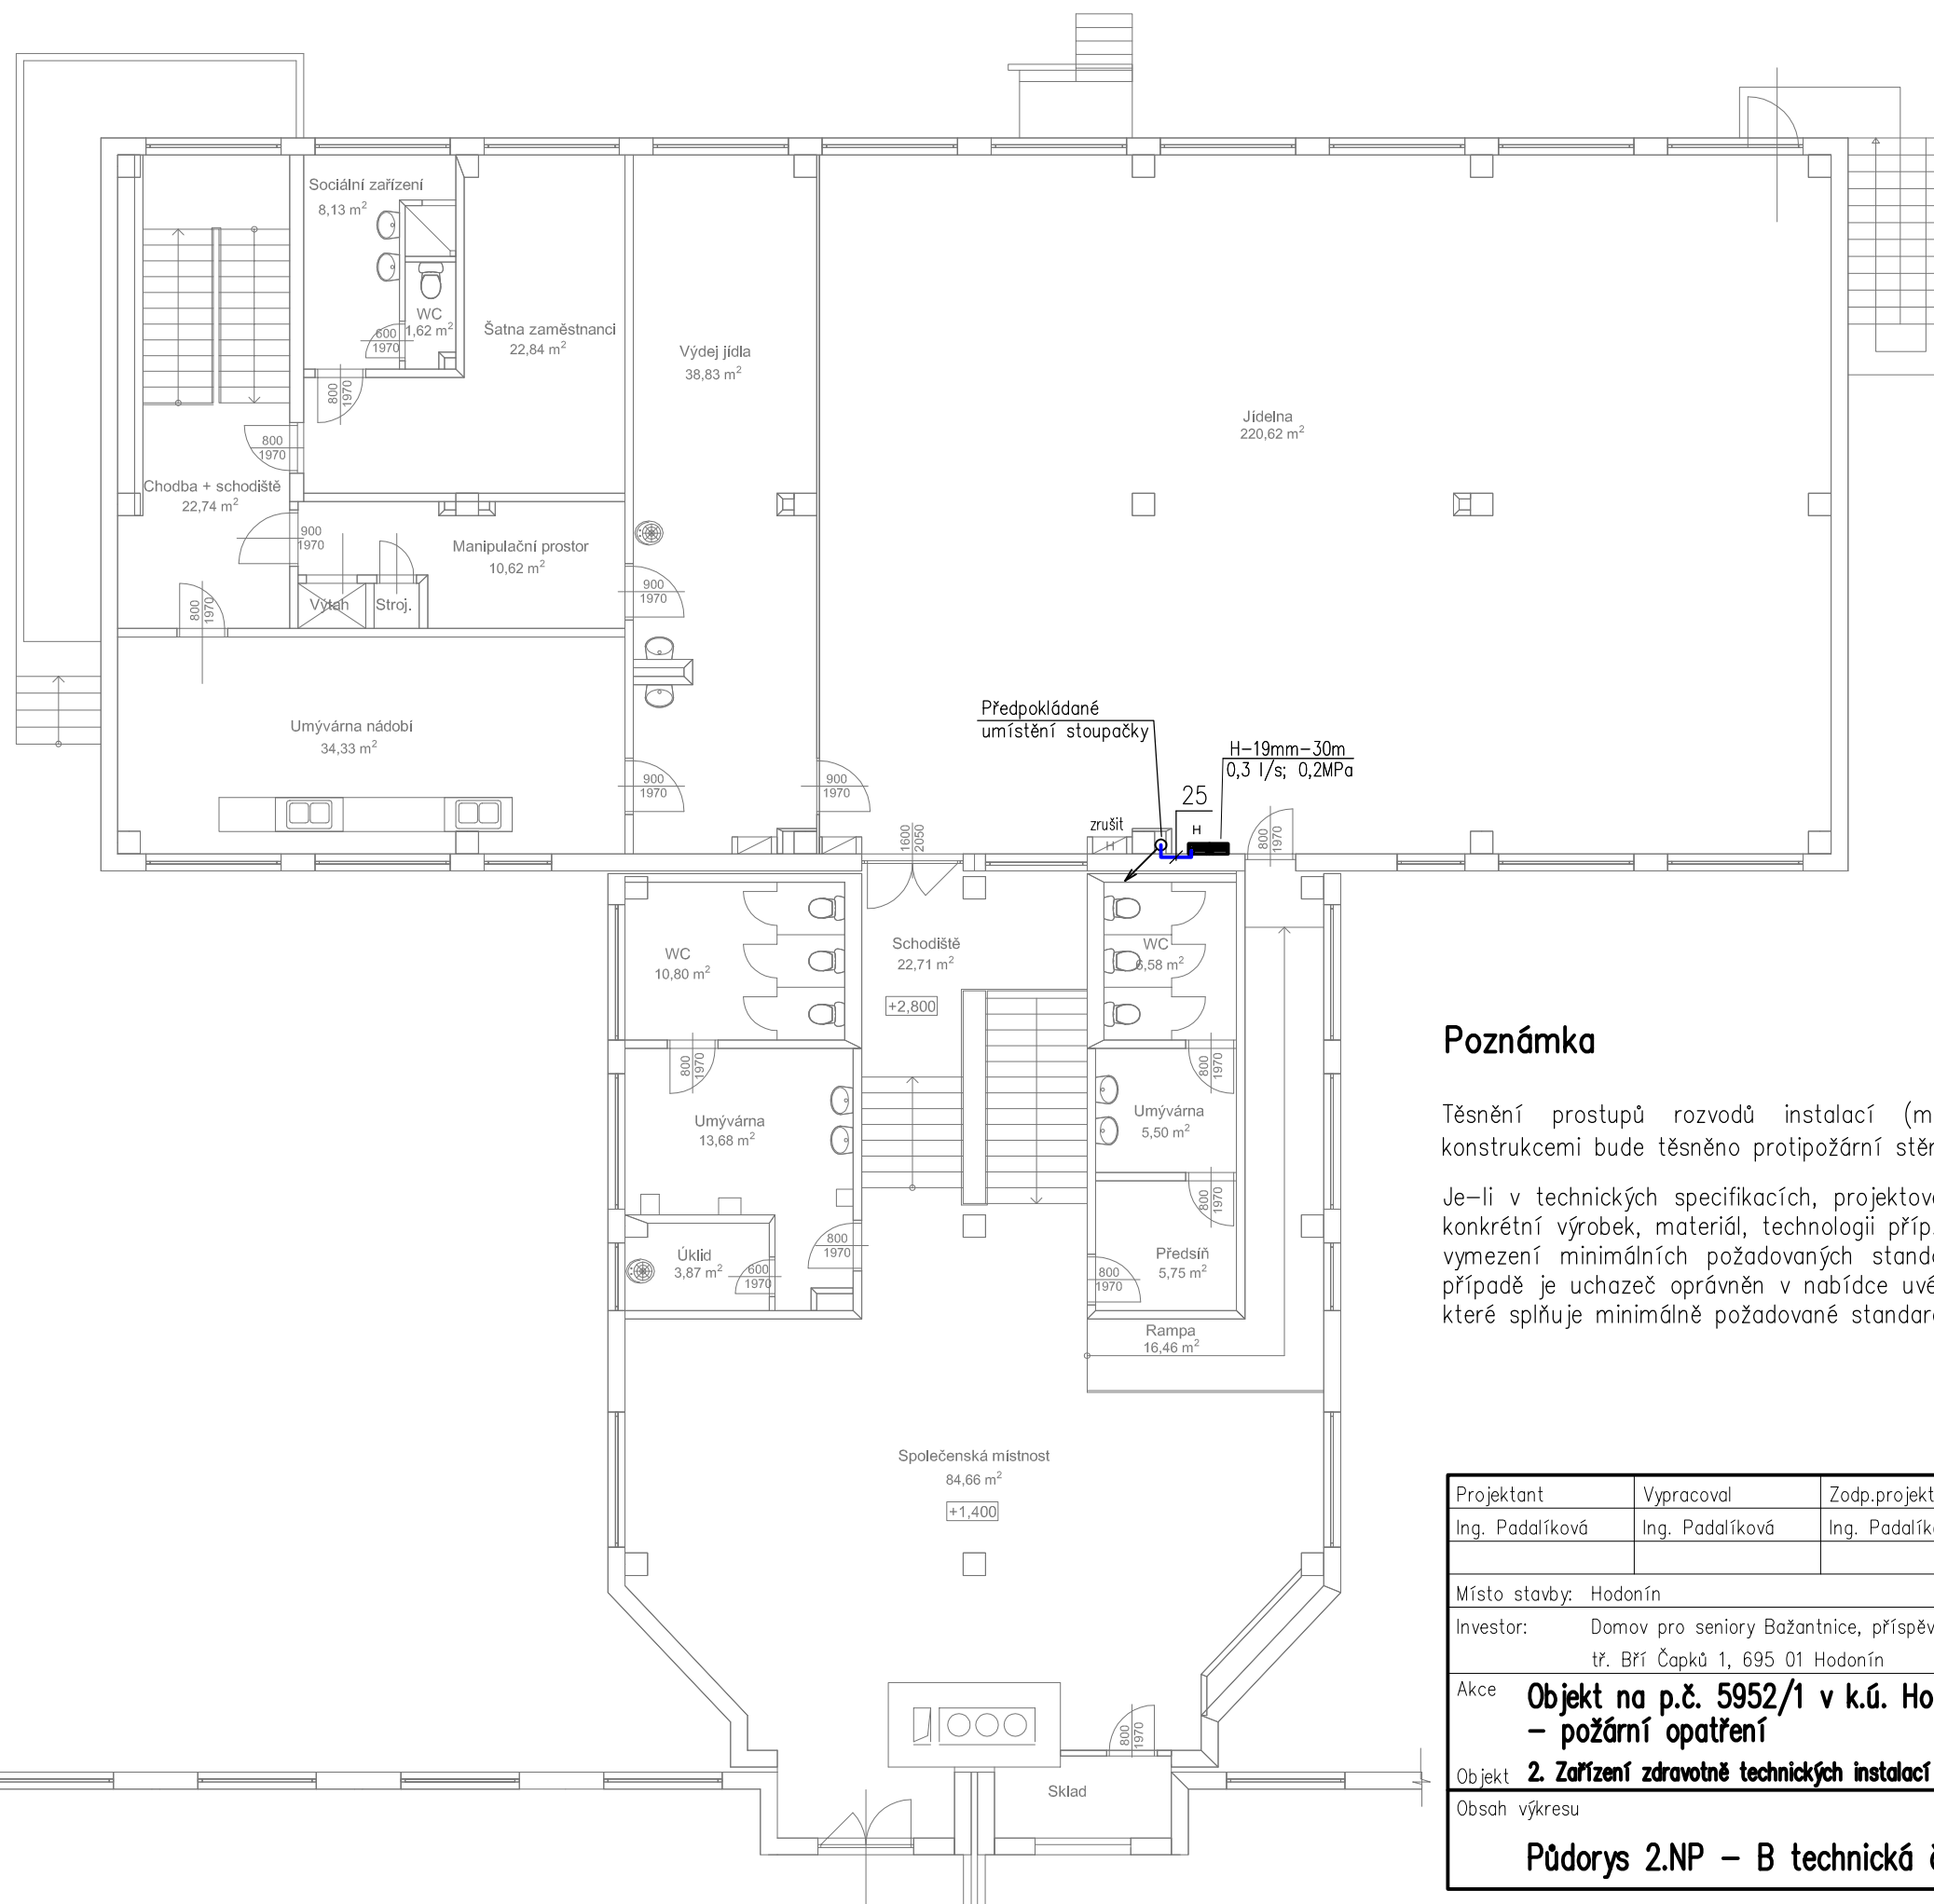 Sociální zařízení
8,13 m²
WC
1,62 m²
600
1970
Šatna zaměstnanci
22,84 m²
Výdej jídla
38,83 m²
Jídelna
220,62 m²
800
1970
800
1970
Chodba + schodiště
22,74 m²
900
1970
Manipulační prostor
10,62 m²
Výtah
Stroj.
800
1970
900
1970
Umývárna nádobí
34,33 m²
900
1970
900
1970
Předpokládané
umístění stoupačky
H-19mm-30m
0,3 l/s; 0,2MPa
25
zrušit
H
H
1600
2050
800
1970
WC
10,80 m²
Schodiště
22,71 m²
+2,800
WC
6,58 m²
800
1970
800
1970
Umývárna
13,68 m²
Umývárna
5,50 m²
800
1970
Úklid
3,87 m²
600
1970
800
1970
Předsíň
5,75 m²
800
1970
Rampa
16,46 m²
Společenská místnost
84,66 m²
+1,400
800
1970
Sklad
Poznámka
Těsnění prostupů rozvodů instalací (m
konstrukcemi bude těsněno protipožární stěr
Je-li v technických specifikacích, projektov
konkrétní výrobek, materiál, technologii příp.
vymezení minimálních požadovaných stand
případě je uchazeč oprávněn v nabídce uvé
které splňuje minimálně požadované standar
Projektant Vypracoval Zodp.projekt
Ing. Padalíková Ing. Padalíková Ing. Padalík
Místo stavby: Hodonín
Investor: Domov pro seniory Bažantnice, příspěv
tř. Bří Čapků 1, 695 01 Hodonín
Akce Objekt na p.č. 5952/1 v k.ú. Ho
- požární opatření
Objekt 2. Zařízení zdravotně technických instalací
Obsah výkresu
Půdorys 2.NP - B technická č